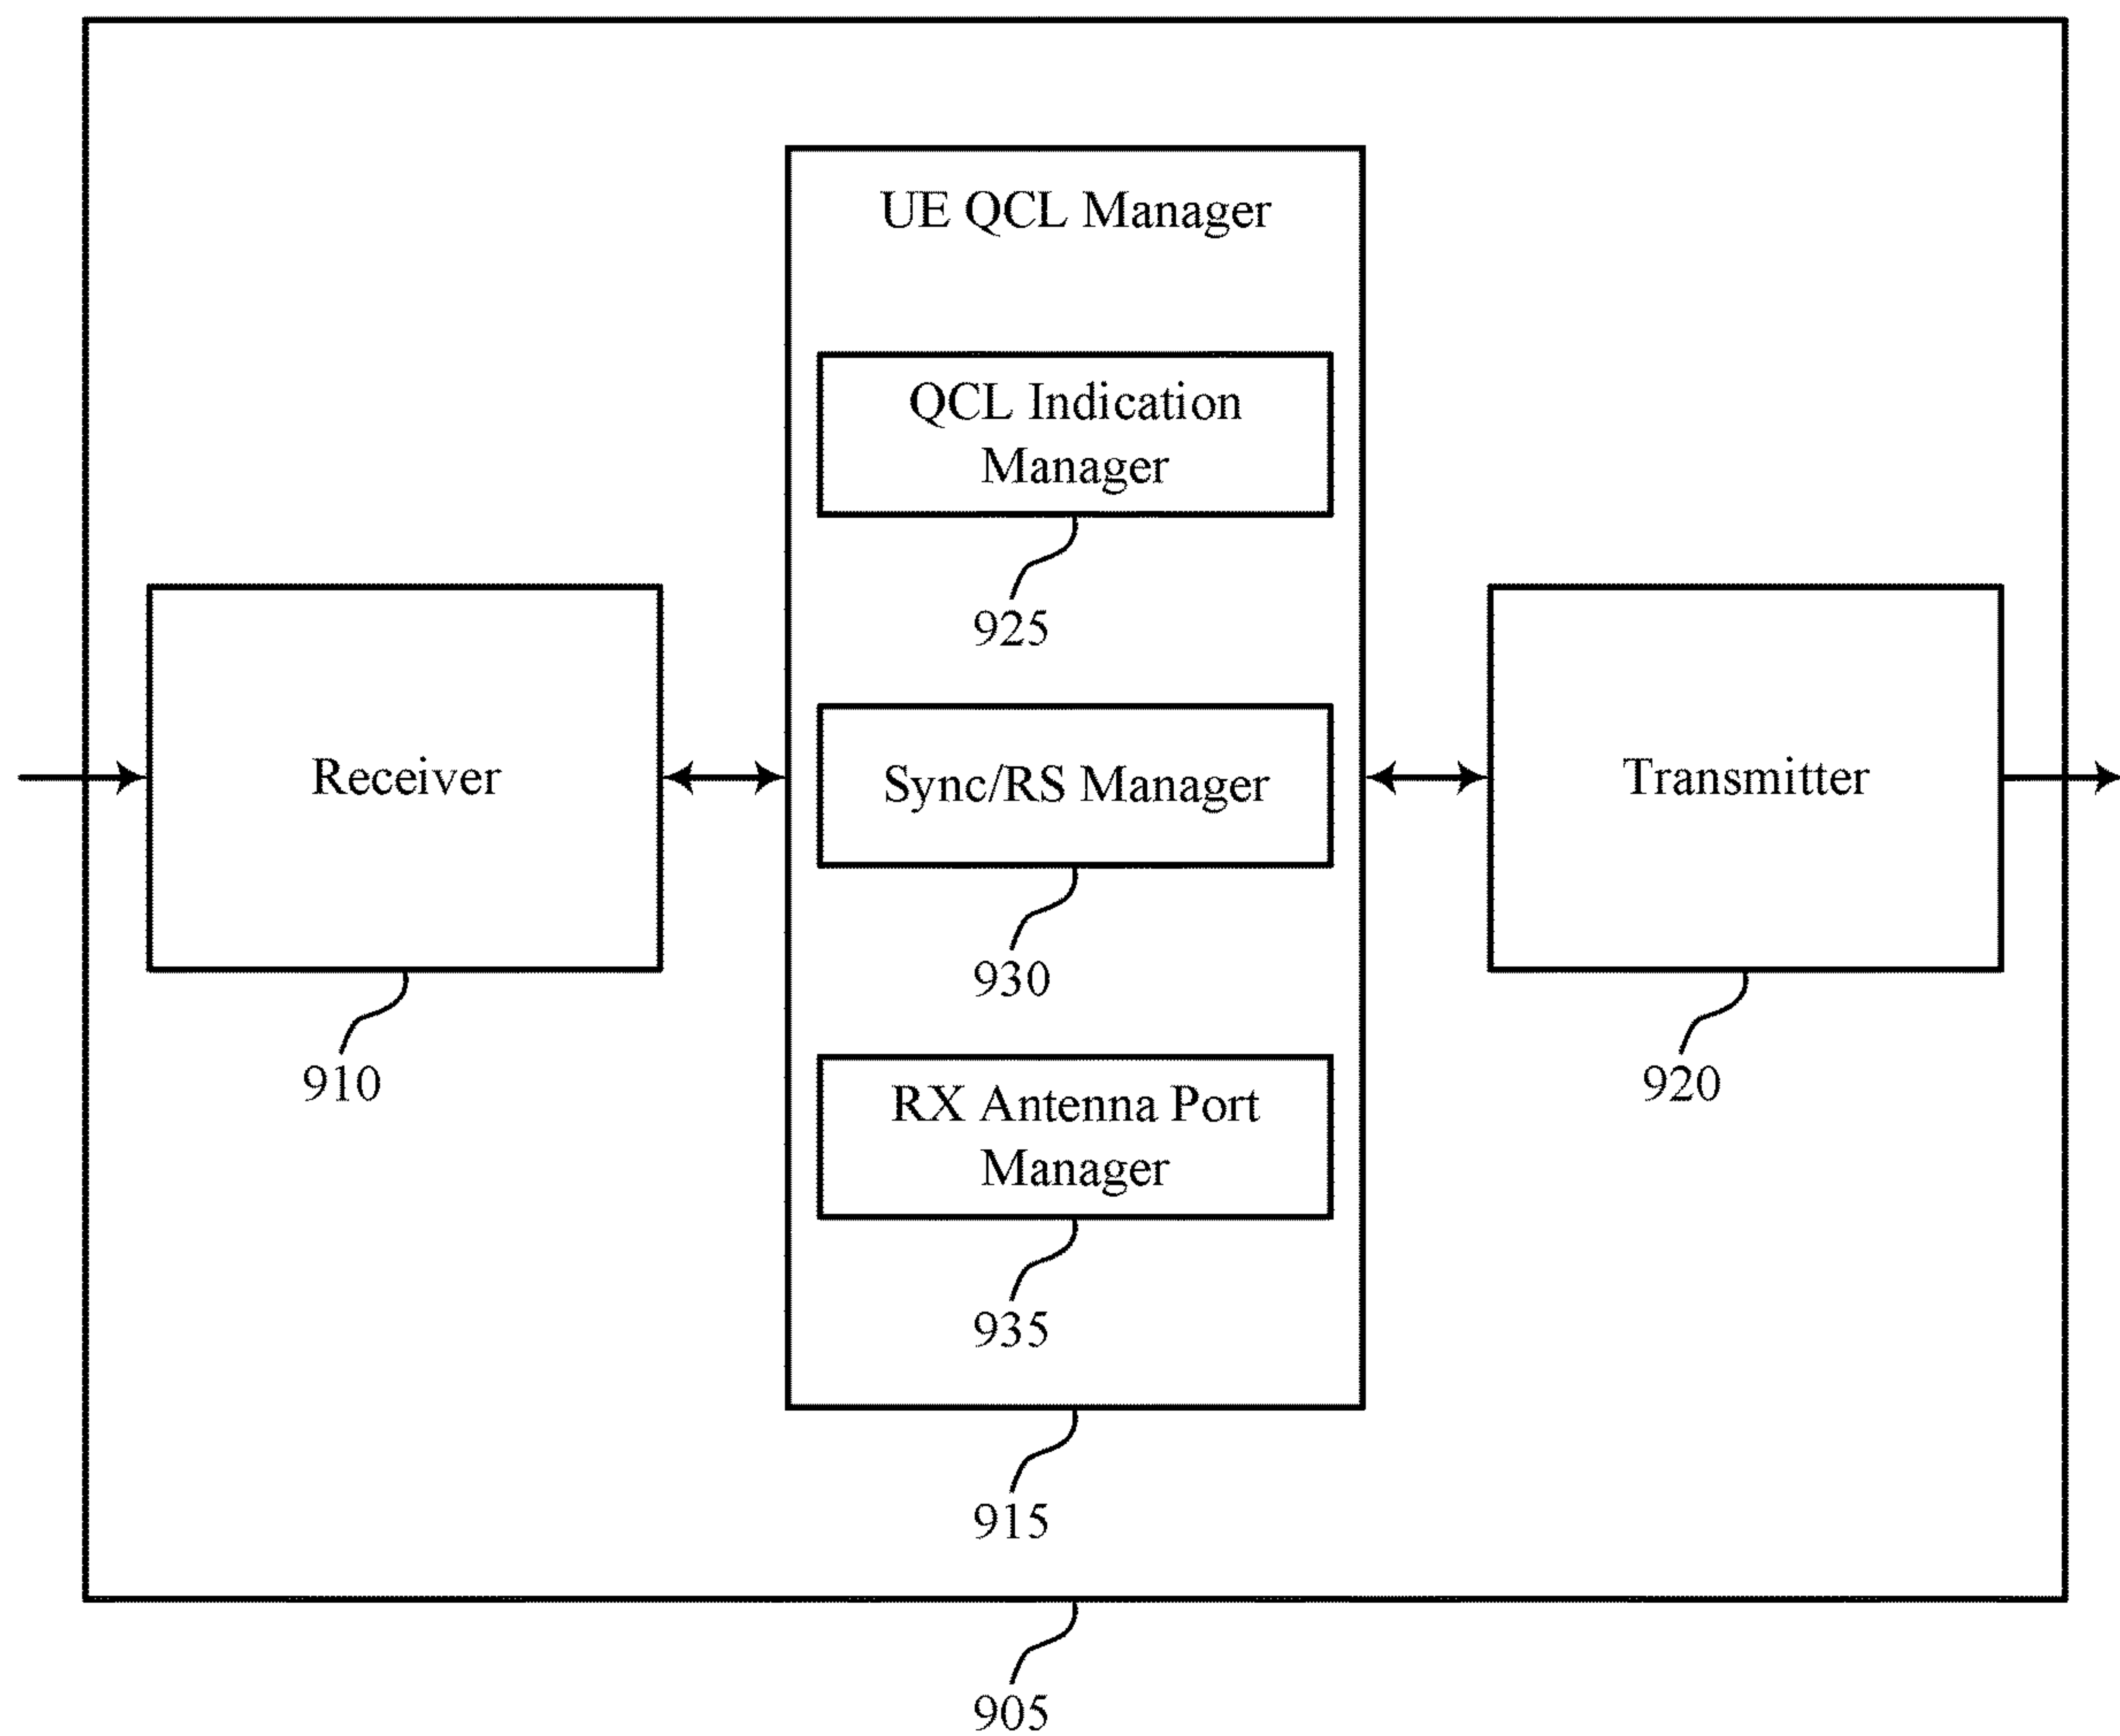 UE QCL Manager
QCL Indication
Manager
925
Receiver
910
Sync/RS Manager
930
RX Antenna Port
Manager
935
915
Transmitter
920
905